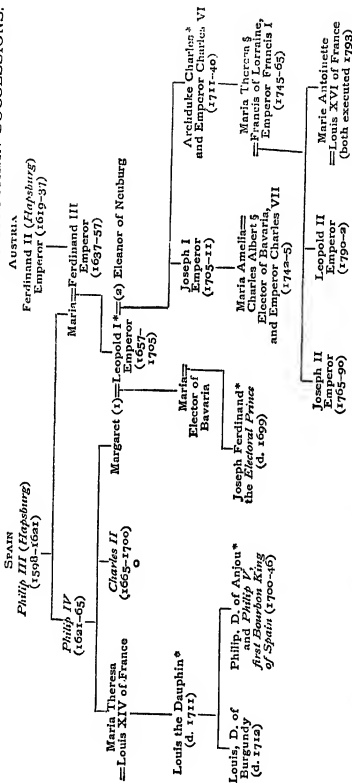 SUCCESSIONS.
SPAIN
Philip III (Hapsburg)
(1598-1621)
AUSTRIA
Ferdinand II (Hapsburg)
Emperor (1619-37)
Philip IV
(1621-65)
Maria=Ferdinand III
Emperor
(1637-57)
Maria Theresa
=Louis XIV of France
Charles II
(1665-1700)
Margaret (1)=Leopold I*=(2) Eleanor of Neuburg
Emperor
(1657-
1705)
Louis the Dauphin*
(d. 1711)
Maria=
Elector of
Bavaria
Joseph I
Emperor
(1705-11)
Archduke Charles*
and Emperor Charles VI
(1711-40)
Louis, D. of
Burgundy
(d. 1712)
Philip, D. of Anjou*
and Philip V,
first Bourbon King
of Spain (1700-46)
Joseph Ferdinand*
the Electoral Prince
(d. 1699)
Maria Amelia=
Charles Albert §
Elector of Bavaria,
and Emperor Charles VII
(1742-5)
Maria Theresa §
=Francis of Lorraine,
Emperor Francis I
(1745-65)
Joseph II
Emperor
(1765-90)
Leopold II
Emperor
(1790-2)
Marie Antoinette
=Louis XVI of France
(both executed 1793)